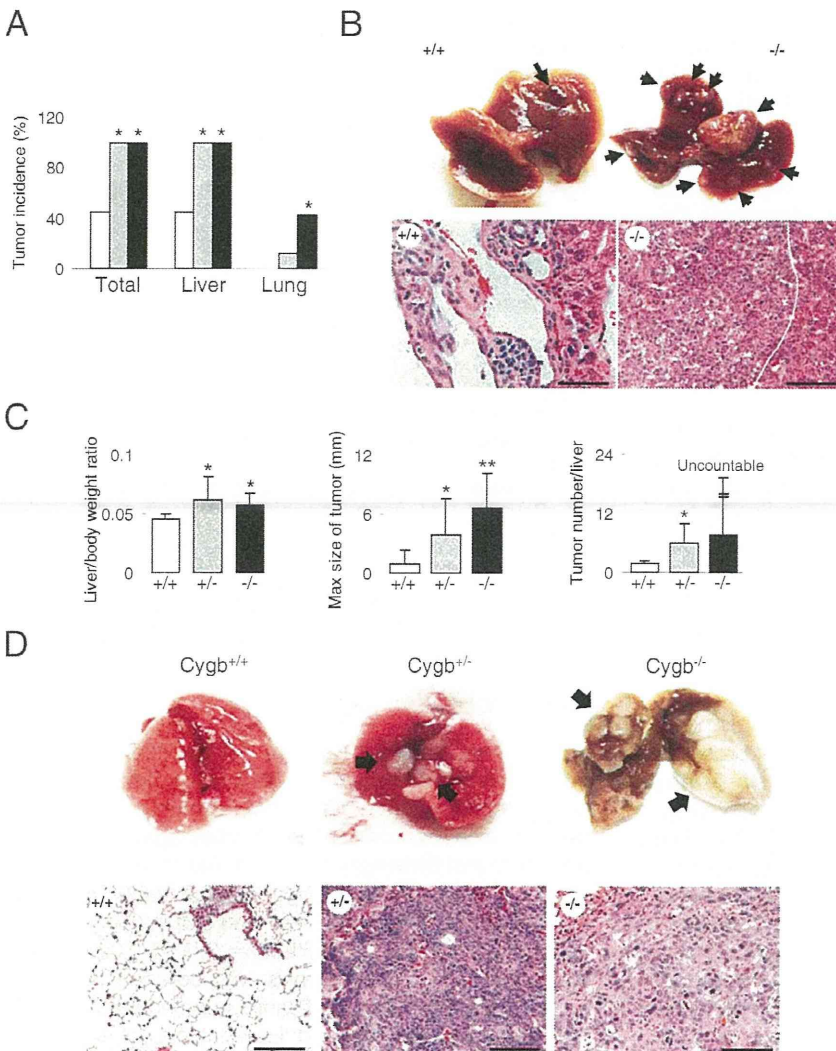 A
Tumor incidence (%)
120
80
40
0
* * * * *
Total Liver Lung
B
+/+ -/-
+/+ -/-
C
Liver/body weight ratio
0.1
0.05
0
* *
+/+ +/- -/-
Max size of tumor (mm)
12
6
0
* **
+/+ +/- -/-
Tumor number/liver
24
12
0
Uncountable
*
+/+ +/- -/-
D
Cygb+/+ Cygb+/- Cygb-/-
+/+ +/- -/-